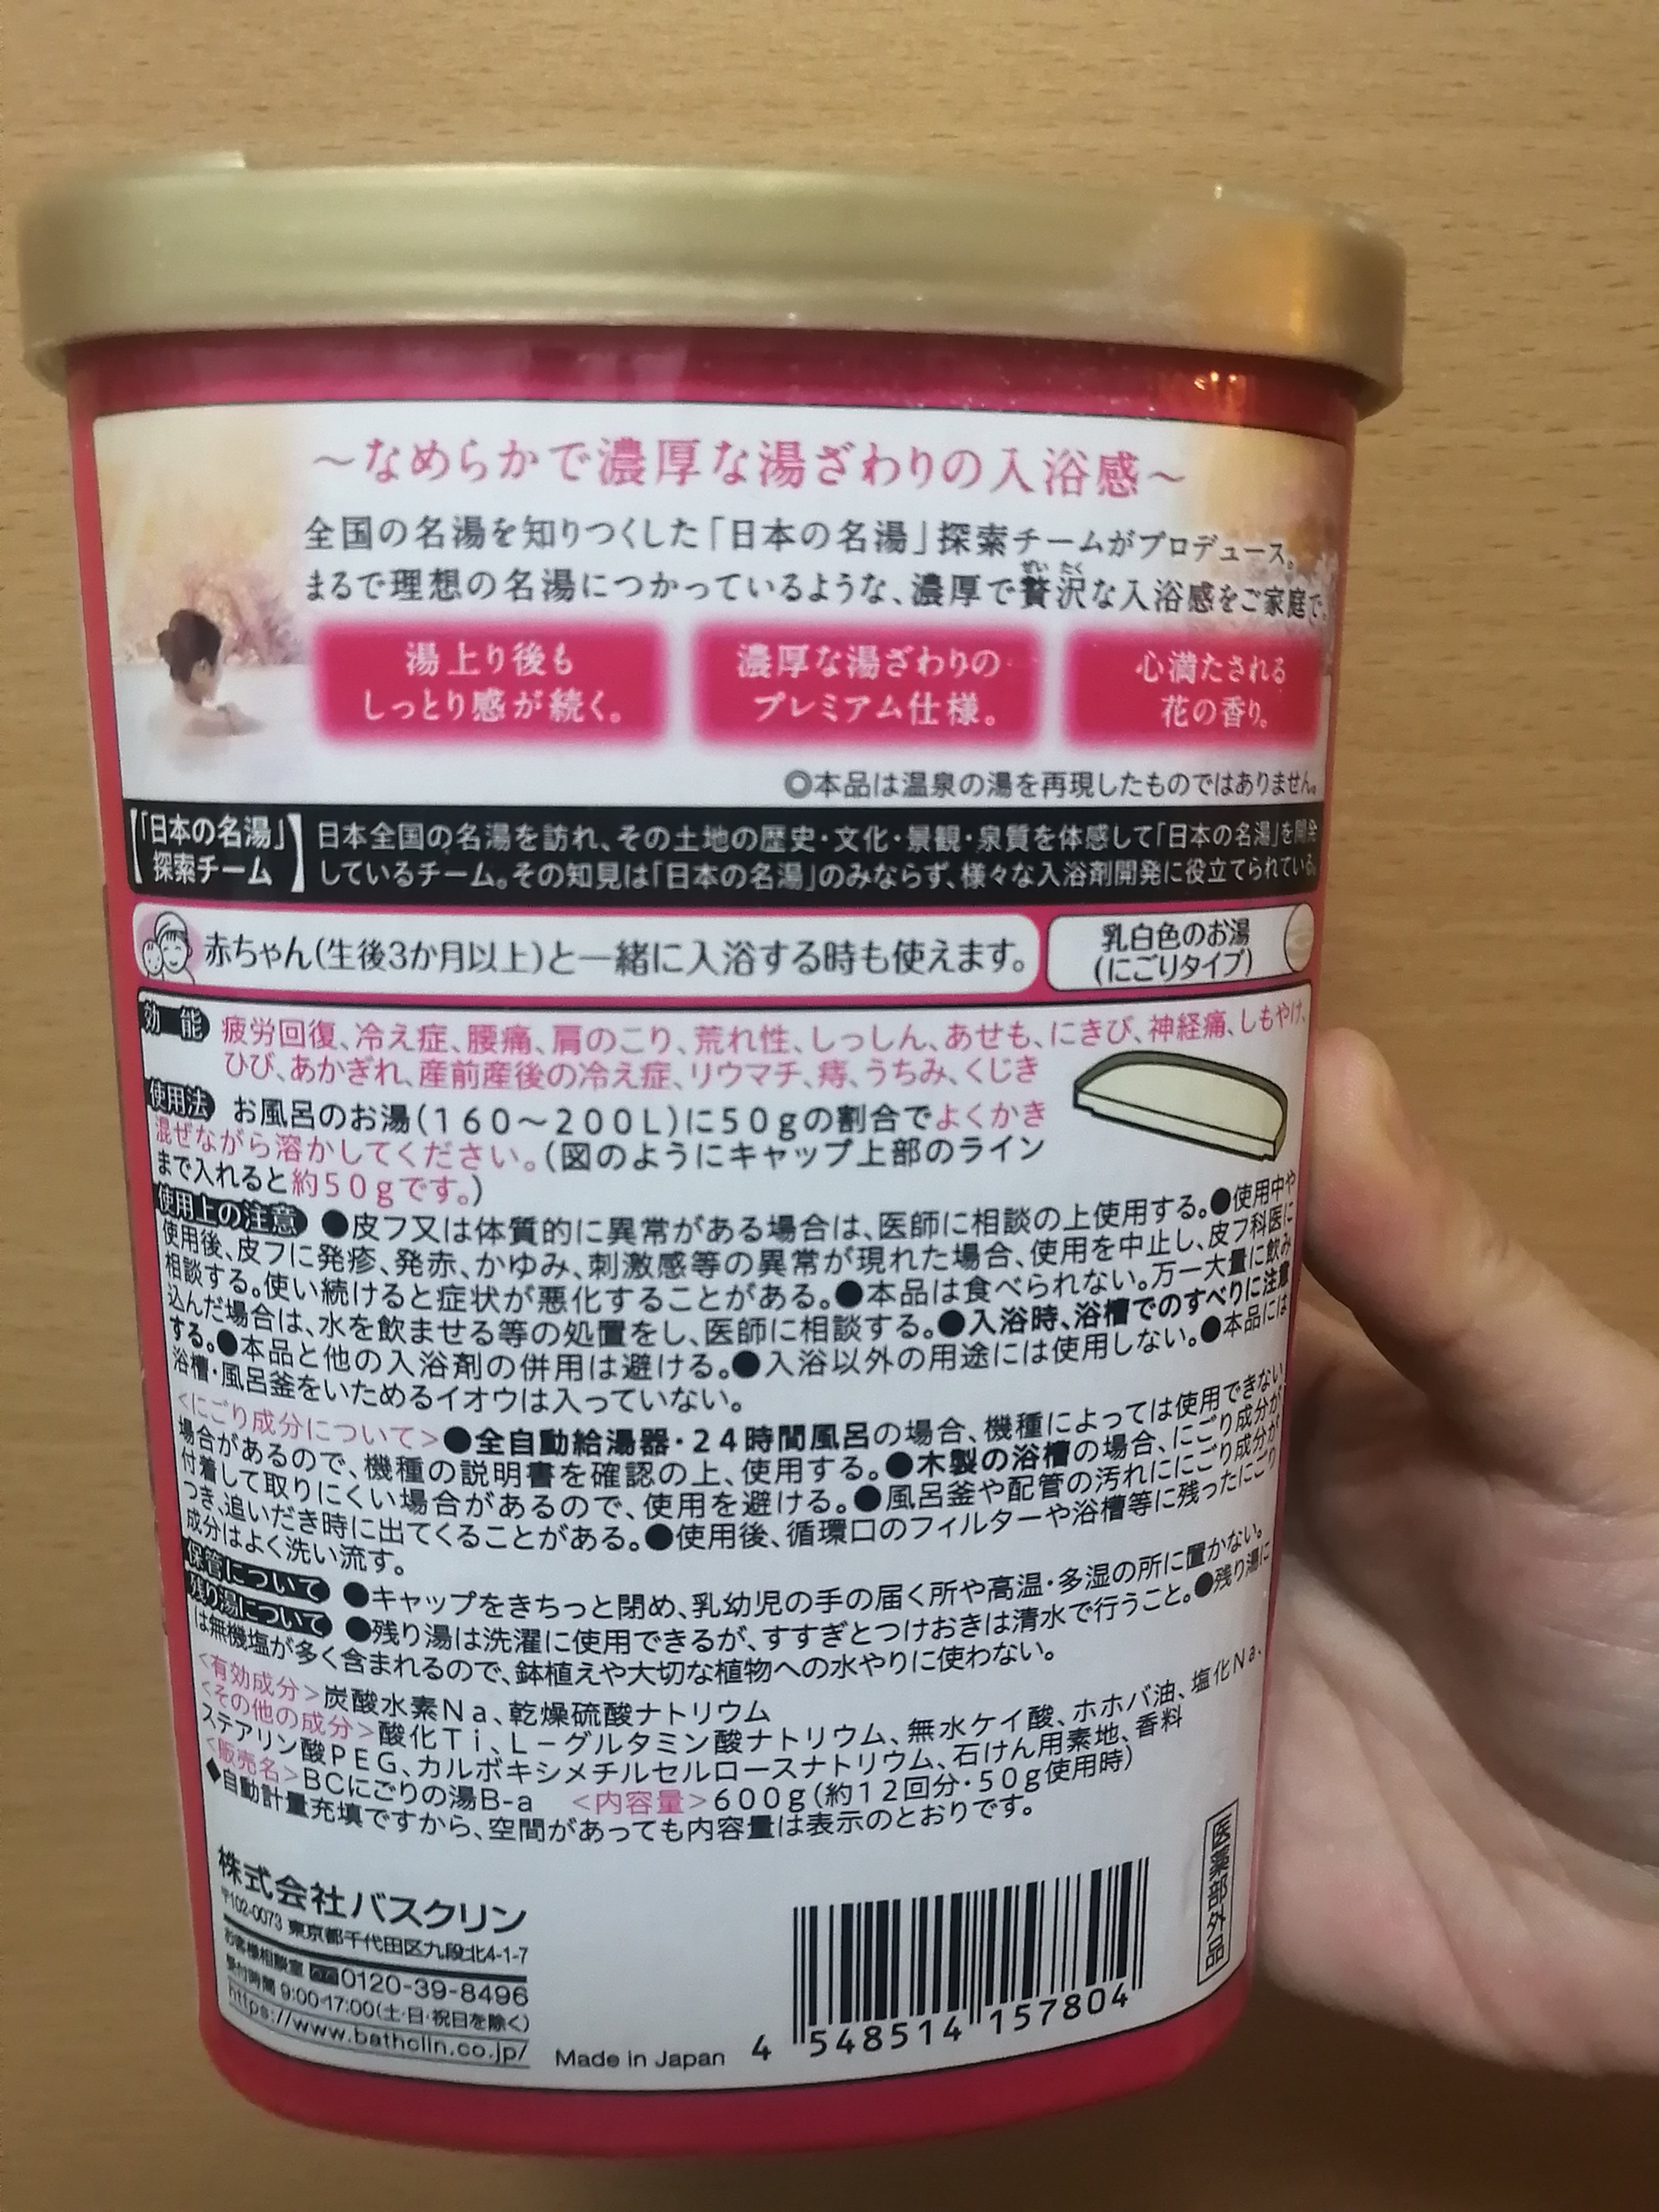 ～なめらかで濃厚な湯ざわりの入浴感～
全国の名湯を知りつくした「日本の名湯」探索チームがプロデュース。
ぜい たく
まるで理想の名湯につかっているような、濃厚で贅沢な入浴感をご家庭で。
湯上り後も
しっとり感が続く。
濃厚な湯ざわりの
プレミアム仕様。
心満たされる
花の香り。
◎本品は温泉の湯を再現したものではありません。
【「日本の名湯」
探索チーム】
日本全国の名湯を訪れ、その土地の歴史・文化・景観・泉質を体感して「日本の名湯」を開発
しているチーム。その知見は「日本の名湯」のみならず、様々な入浴剤開発に役立てられている。
赤ちゃん(生後3か月以上)と一緒に入浴する時も使えます。
乳白色のお湯
(にごりタイプ)
効 能 疲労回復、冷え症、腰痛、肩のこり、荒れ性、しっしん、あせも、にきび、神経痛、しもやけ、
ひび、あかぎれ、産前産後の冷え症、リウマチ、痔、うちみ、くじき
使用法 お風呂のお湯(160～200L)に50gの割合でよくかき
混ぜながら溶かしてください。(図のようにキャップ上部のライン
まで入れると約50gです。)
使用上の注意 ●皮フ又は体質的に異常がある場合は、医師に相談の上使用する。●使用中や
使用後、皮フに発疹、発赤、かゆみ、刺激感等の異常が現れた場合、使用を中止し、皮フ科医に
相談する。使い続けると症状が悪化することがある。●本品は食べられない。万一大量に飲み
込んだ場合は、水を飲ませる等の処置をし、医師に相談する。●入浴時、浴槽でのすべりに注意
する。●本品と他の入浴剤の併用は避ける。●入浴以外の用途には使用しない。●本品には
浴槽・風呂釜をいためるイオウは入っていない。
<にごり成分について>●全自動給湯器・24時間風呂の場合、機種によっては使用できない
場合があるので、機種の説明書を確認の上、使用する。●木製の浴槽の場合、にごり成分が
付着して取りにくい場合があるので、使用を避ける。●風呂釜や配管の汚れににごり成分が
つき、追いだき時に出てくることがある。●使用後、循環口のフィルターや浴槽等に残ったにごり
成分はよく洗い流す。
保管について ●キャップをきちっと閉め、乳幼児の手の届く所や高温・多湿の所に置かない。
残り湯について ●残り湯は洗濯に使用できるが、すすぎとつけおきは清水で行うこと。●残り湯に
は無機塩が多く含まれるので、鉢植えや大切な植物への水やりに使わない。
<有効成分>炭酸水素Na、乾燥硫酸ナトリウム
<その他の成分>酸化Ti、L-グルタミン酸ナトリウム、無水ケイ酸、ホホバ油、塩化Na、
ステアリン酸PEG、カルボキシメチルセルロースナトリウム、石けん用素地、香料
<販売名>BCにごりの湯B-a <内容量>600g(約12回分・50g使用時)
◆自動計量充填ですから、空間があっても内容量は表示のとおりです。
株式会社バスクリン
〒102-0073 東京都千代田区九段北4-1-7
お客様相談室 0120-39-8496
受付時間 9:00-17:00(土・日・祝日を除く)
https://www.bathclin.co.jp/
Made in Japan
4 548514 157804
医薬部外品